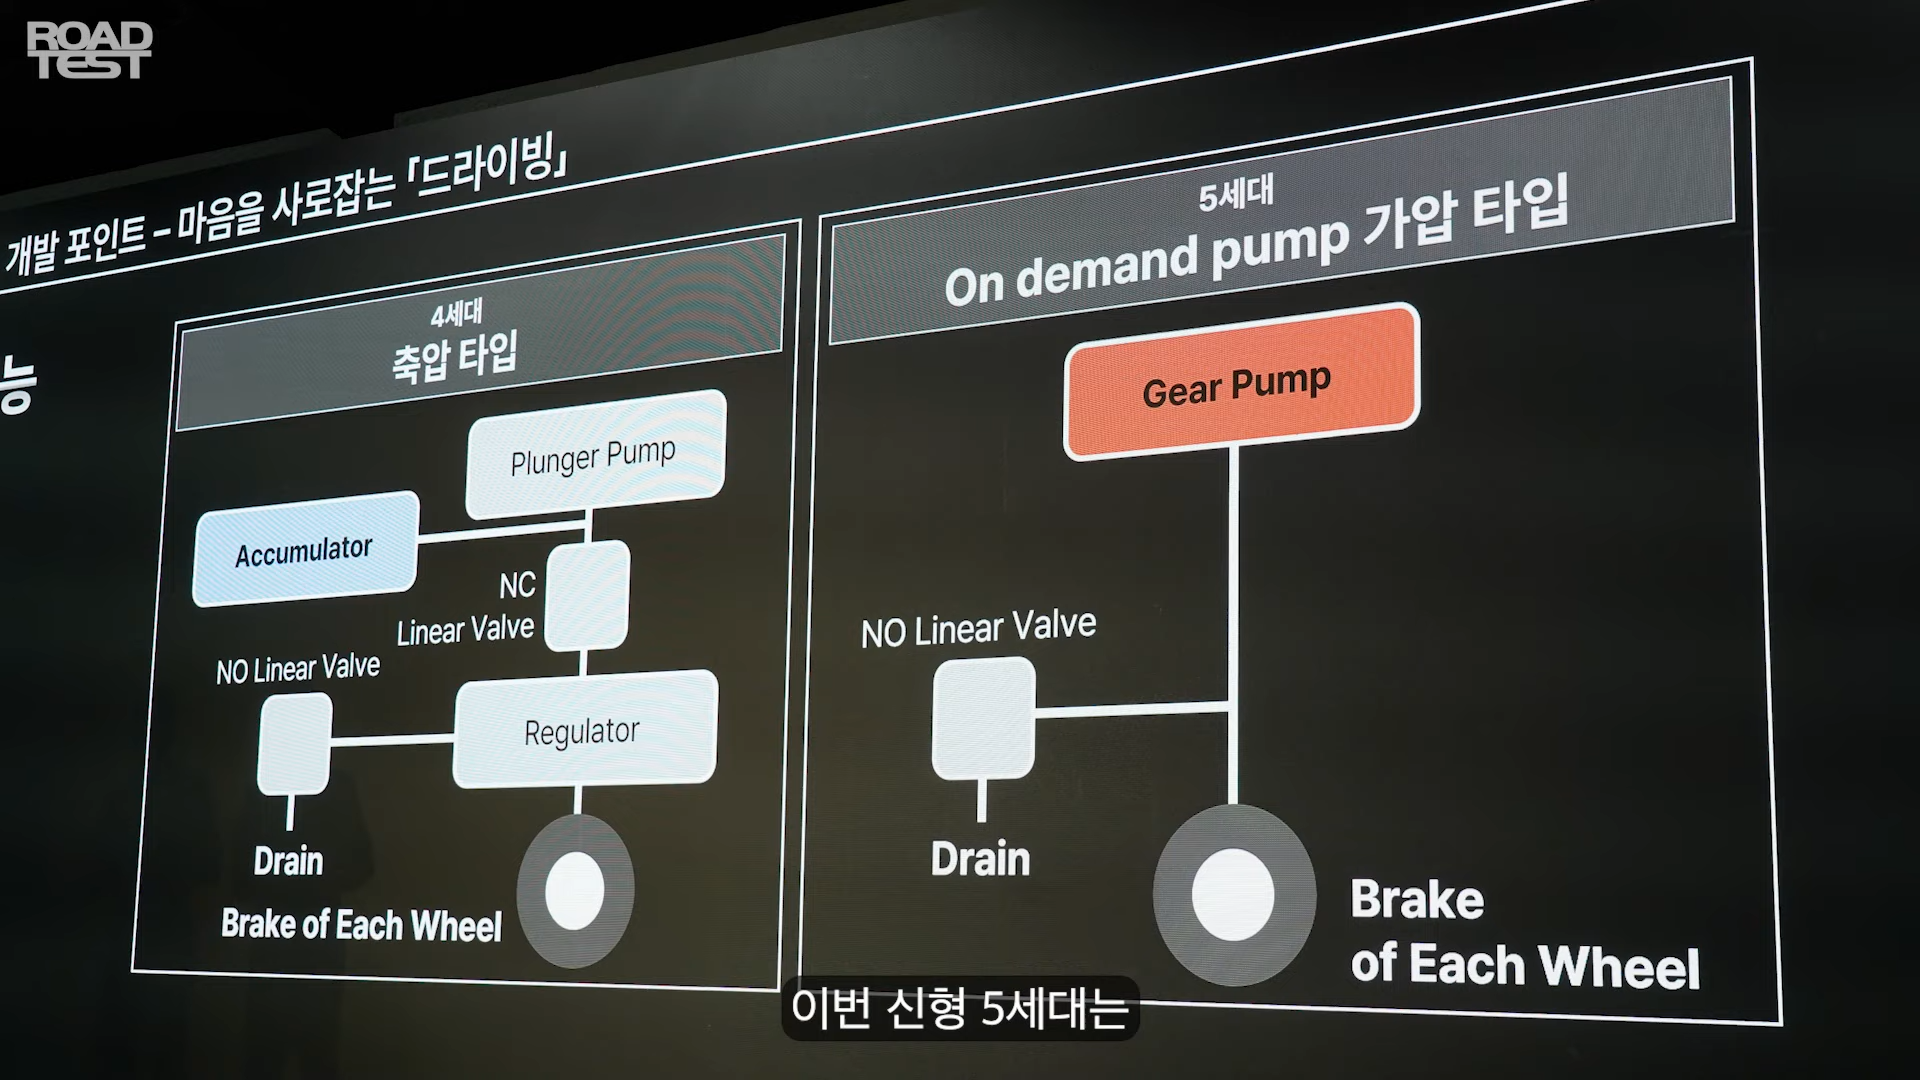 ROAD
TEST
개발 포인트 – 마음을 사로잡는 「드라이빙」
능
4세대
축압 타입
Plunger Pump
Accumulator
NC
Linear Valve
NO Linear Valve
Regulator
Drain
Brake of Each Wheel
5세대
On demand pump 가압 타입
Gear Pump
NO Linear Valve
Drain
Brake
of Each Wheel
이번 신형 5세대는